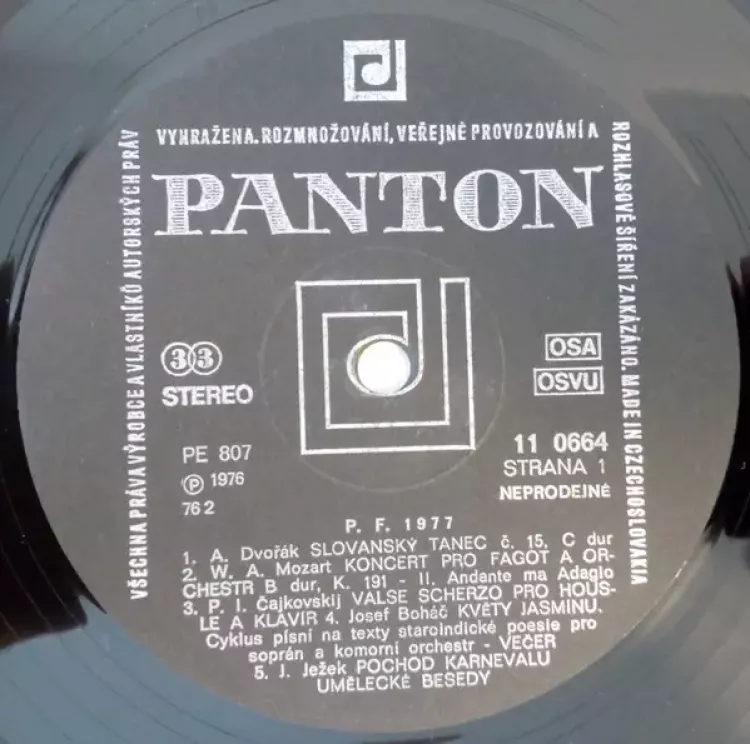 VŠECHNA PRÁVA VÝROBCE A VLASTNÍKŮ AUTORSKÝCH PRÁV
VYHRAŽENA. ROZMNOŽOVÁNÍ, VEŘEJNÉ PROVOZOVÁNÍ A
ROZHLASOVÉ ŠÍŘENÍ ZAKÁZÁNO. MADE IN CZECHOSLOVAKIA
PANTON
33
STEREO
OSA
OSVU
PE 807
Ⓟ 1976
76 2
11 0664
STRANA 1
NEPRODEJNÉ
P. F. 1977
1. A. Dvořák SLOVANSKÝ TANEC č. 15, C dur
2. W. A. Mozart KONCERT PRO FAGOT A OR-
CHESTR B dur, K. 191 - II. Andante ma Adagio
3. P. I. Čajkovskij VALSE SCHERZO PRO HOUS-
LE A KLAVÍR 4. Josef Boháč KVĚTY JASMÍNU.
Cyklus písní na texty staroindické poesie pro
soprán a komorní orchestr - VEČER
5. J. Ježek POCHOD KARNEVALU
UMĚLECKÉ BESEDY